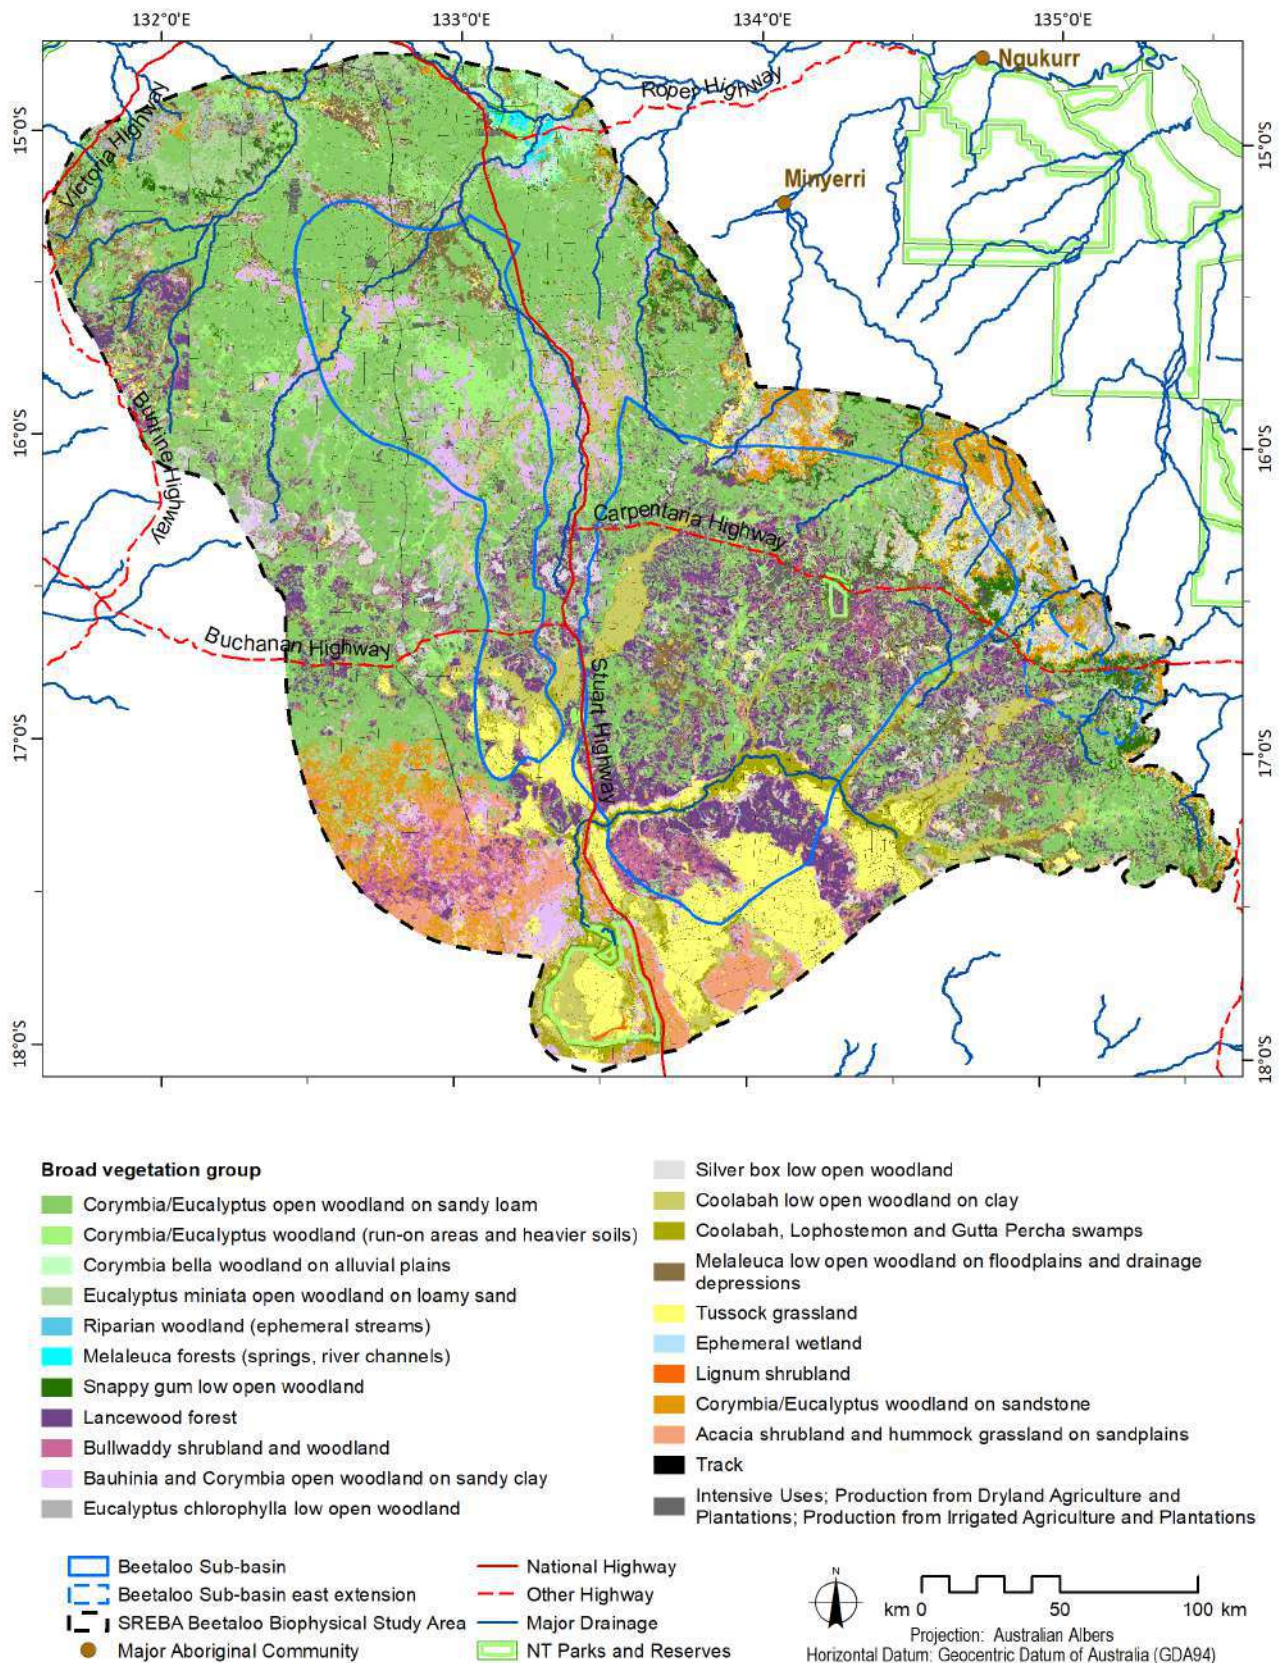 132°0'E 133°0'E 134°0'E 135°0'E
Ngukurr
Roper Highway
15°0'S 15°0'S
Victoria Highway
Minyerri
16°0'S 16°0'S
Buntine Highway
Carpentaria Highway
Buchanan Highway
Stuart Highway
17°0'S 17°0'S
18°0'S 18°0'S
132°0'E 133°0'E 134°0'E 135°0'E
Broad vegetation group
Corymbia/Eucalyptus open woodland on sandy loam
Corymbia/Eucalyptus woodland (run-on areas and heavier soils)
Corymbia bella woodland on alluvial plains
Eucalyptus miniata open woodland on loamy sand
Riparian woodland (ephemeral streams)
Melaleuca forests (springs, river channels)
Snappy gum low open woodland
Lancewood forest
Bullwaddy shrubland and woodland
Bauhinia and Corymbia open woodland on sandy clay
Eucalyptus chlorophylla low open woodland
Silver box low open woodland
Coolabah low open woodland on clay
Coolabah, Lophostemon and Gutta Percha swamps
Melaleuca low open woodland on floodplains and drainage
depressions
Tussock grassland
Ephemeral wetland
Lignum shrubland
Corymbia/Eucalyptus woodland on sandstone
Acacia shrubland and hummock grassland on sandplains
Track
Intensive Uses; Production from Dryland Agriculture and
Plantations; Production from Irrigated Agriculture and Plantations
Beetaloo Sub-basin
Beetaloo Sub-basin east extension
SREBA Beetaloo Biophysical Study Area
Major Aboriginal Community
National Highway
Other Highway
Major Drainage
NT Parks and Reserves
N
km 0 50 100 km
Projection: Australian Albers
Horizontal Datum: Geocentric Datum of Australia (GDA94)